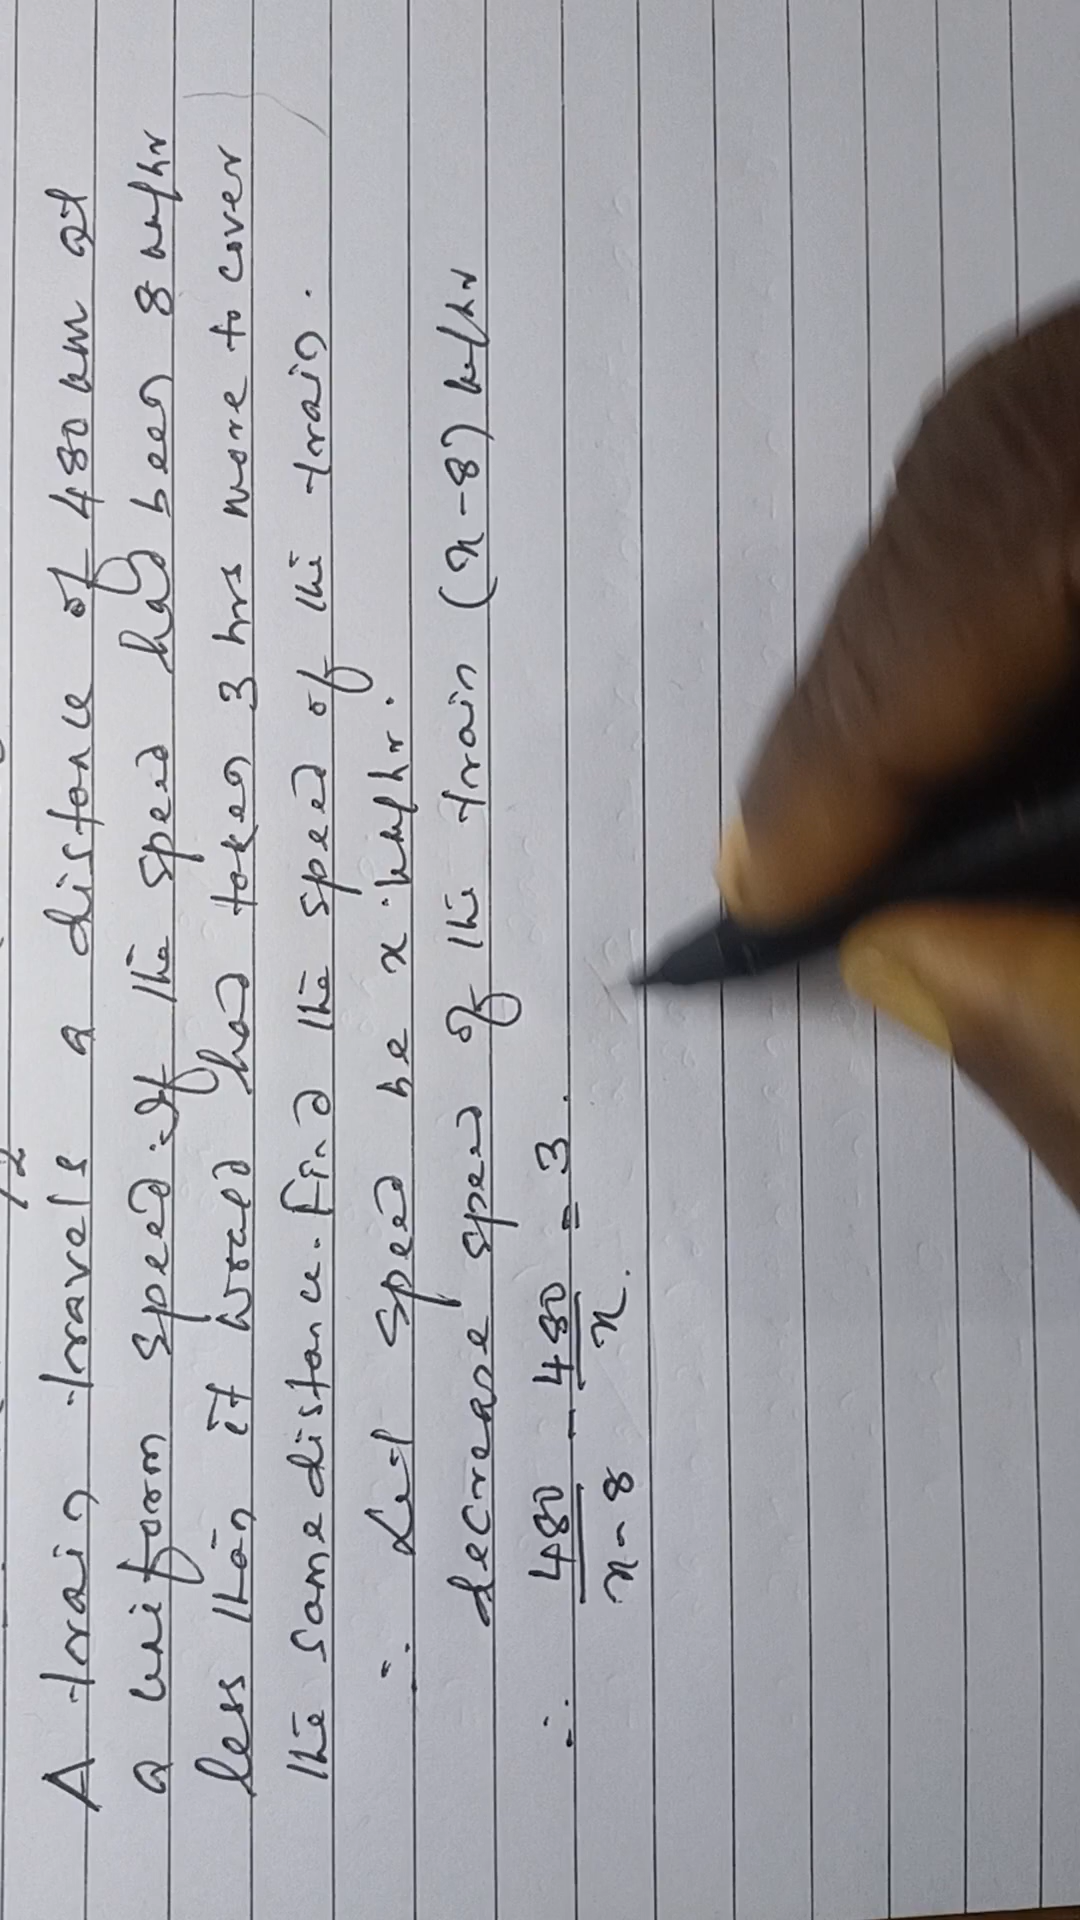 A train travels a distance of 480 km at
a uniform speed. If the speed had been 8 km/hr
less than it would had taken 3 hrs more to cover
the same distance. Find the speed of the train.
∴ Let speed be x km/hr.
decrease speed of the train (x-8) km/hr
∴ 480/x-8 - 480/x = 3.